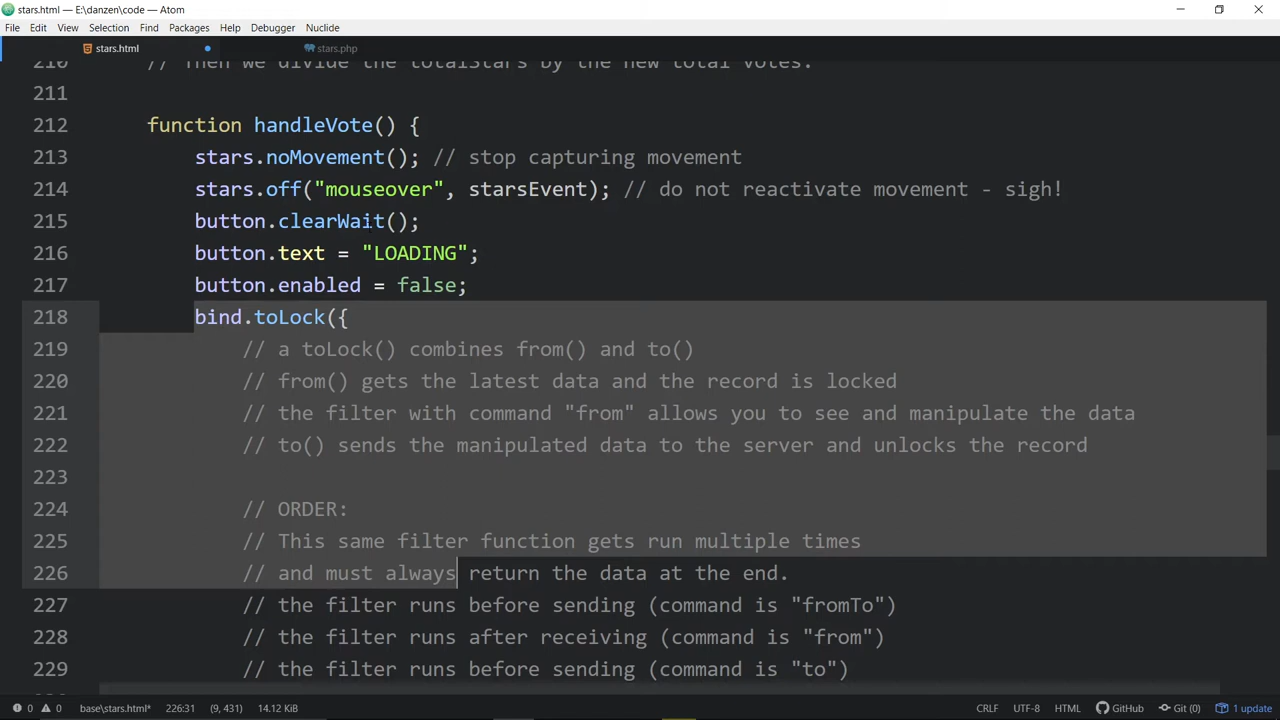 stars.html — E:\danzen\code — Atom
File Edit View Selection Find Packages Help Debugger Nuclide
stars.html stars.php
210 // Then we divide the totalStars by the new total votes.
211
212 function handleVote() {
213 stars.noMovement(); // stop capturing movement
214 stars.off("mouseover", starsEvent); // do not reactivate movement - sigh!
215 button.clearWait();
216 button.text = "LOADING";
217 button.enabled = false;
218 bind.toLock({
219 // a toLock() combines from() and to()
220 // from() gets the latest data and the record is locked
221 // the filter with command "from" allows you to see and manipulate the data
222 // to() sends the manipulated data to the server and unlocks the record
223
224 // ORDER:
225 // This same filter function gets run multiple times
226 // and must always return the data at the end.
227 // the filter runs before sending (command is "fromTo")
228 // the filter runs after receiving (command is "from")
229 // the filter runs before sending (command is "to")
0 0 base\stars.html* 226:31 (9, 431) 14.12 KiB CRLF UTF-8 HTML GitHub Git (0) 1 update